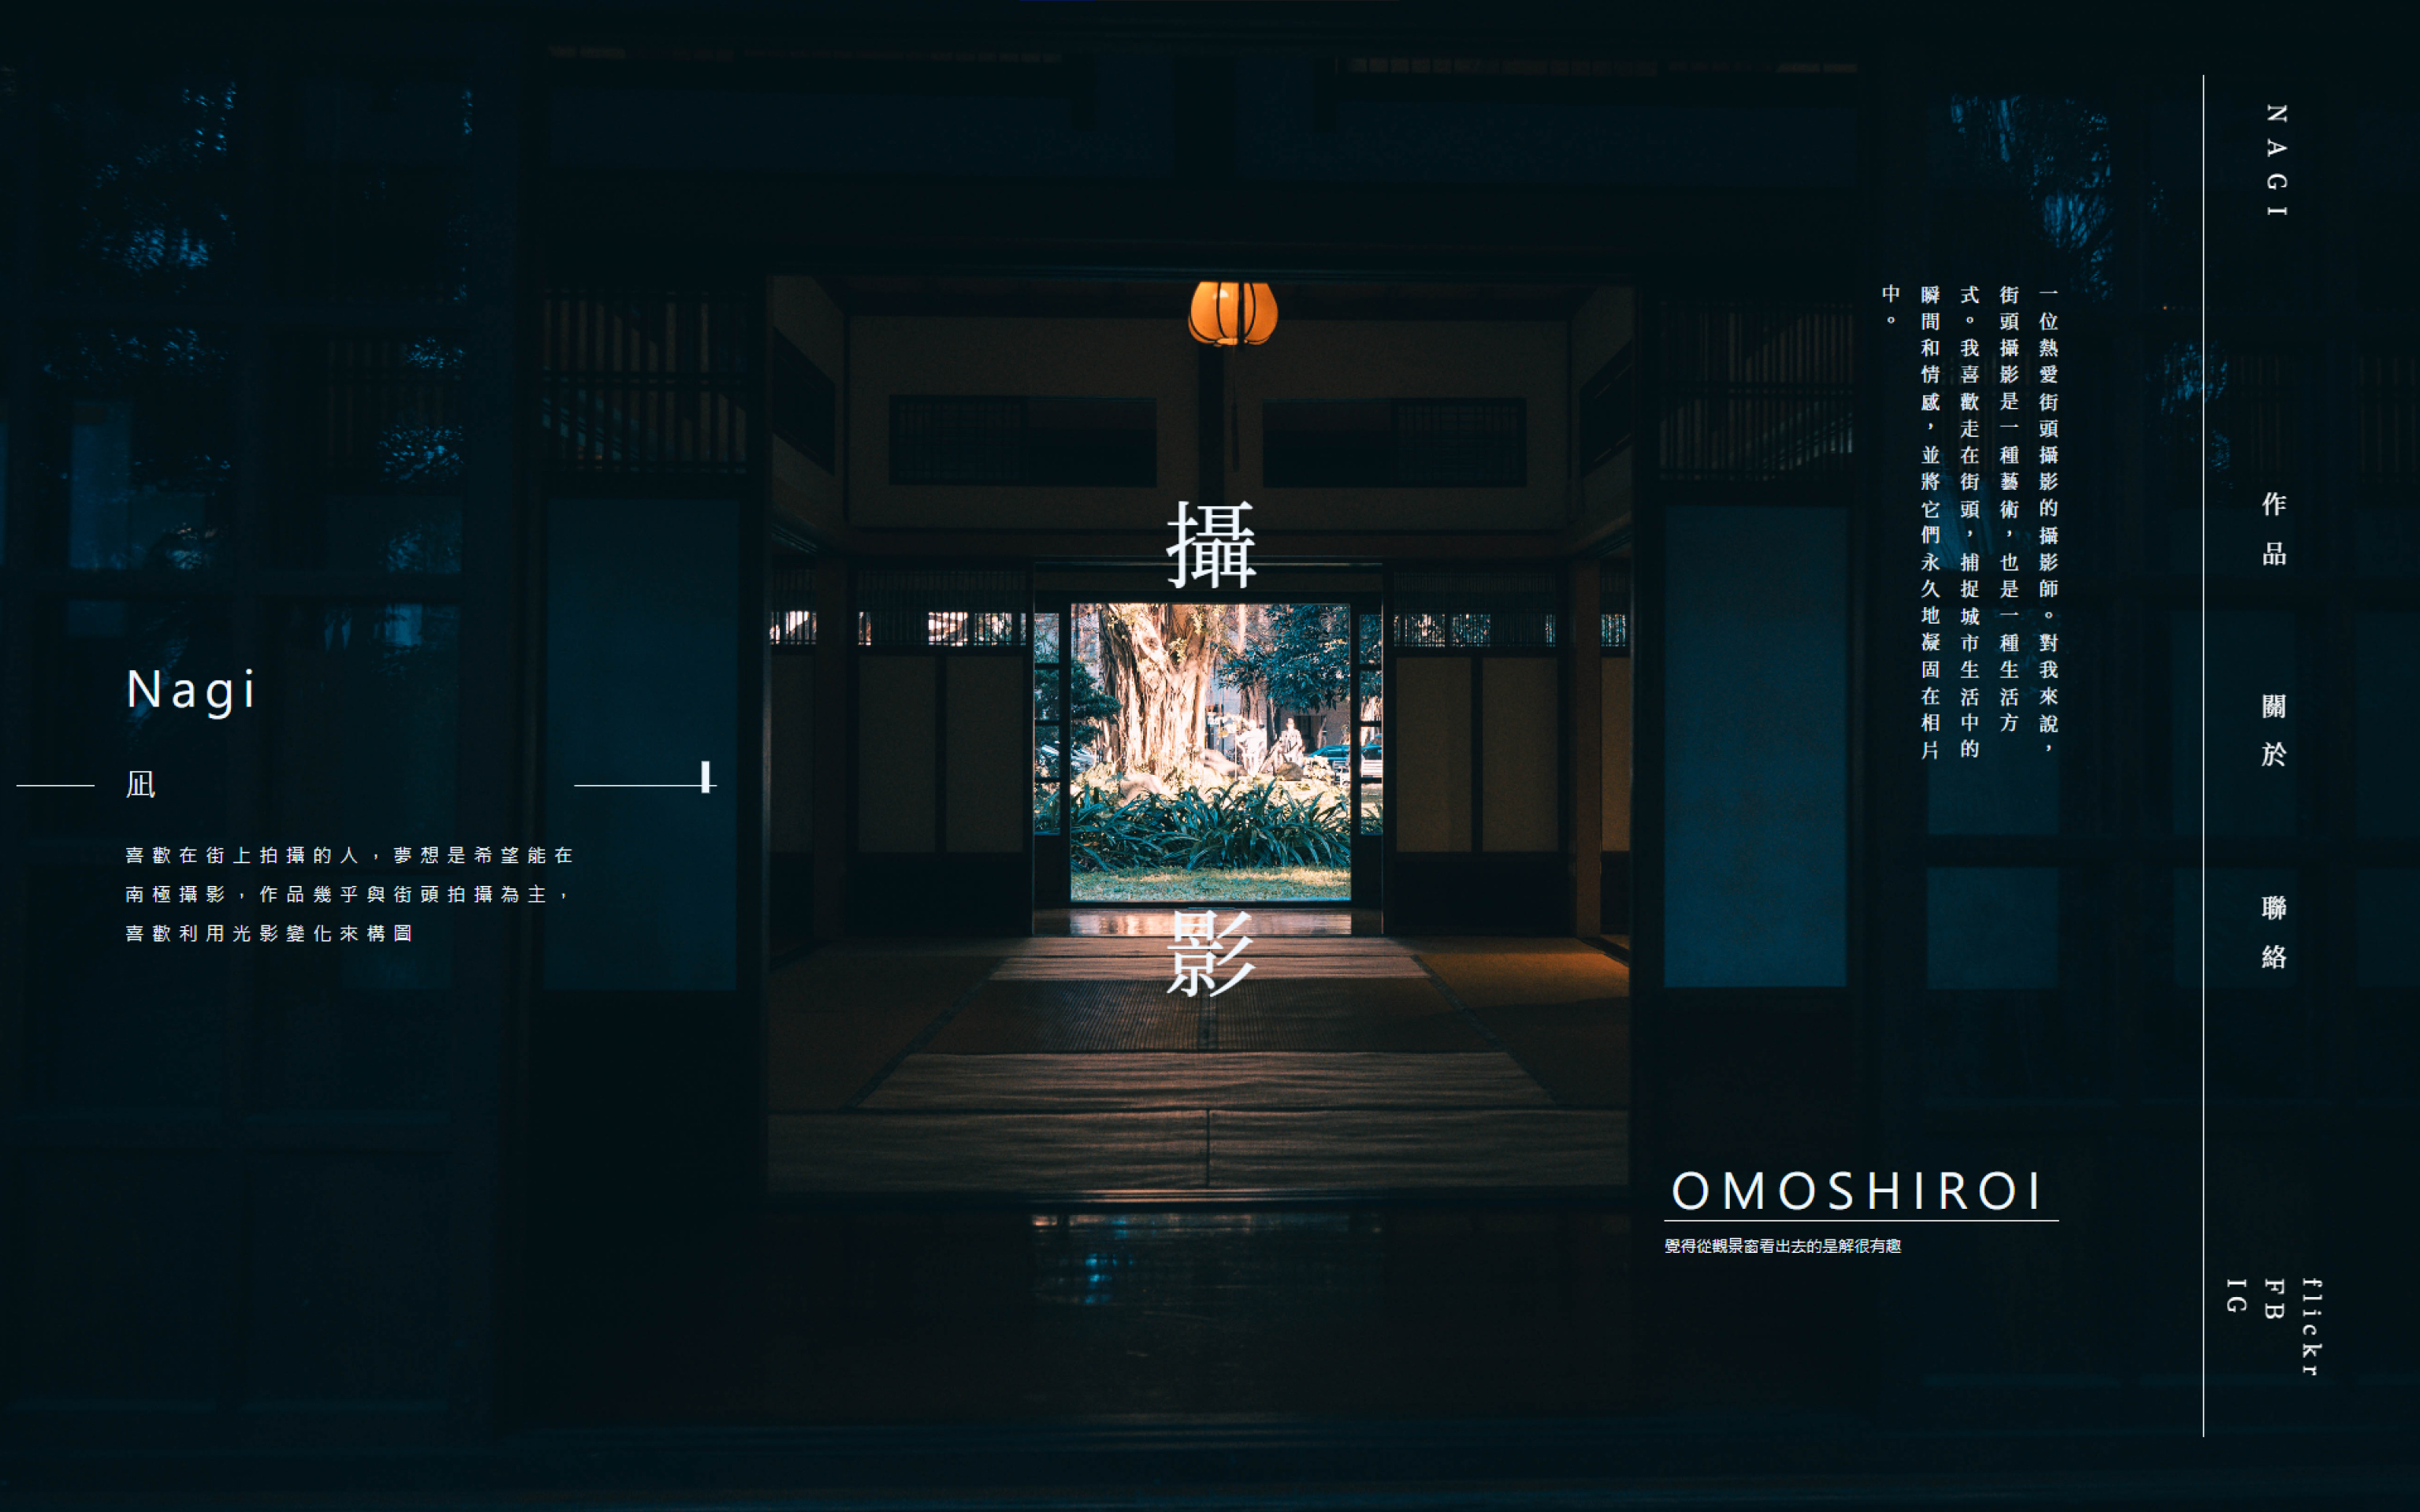 NAGI
作品
關於
聯絡
flickr
FB
IG
一位熱愛街頭攝影的攝影師。對我來說，
街頭攝影是一種藝術，也是一種生活方
式。我喜歡走在街頭，捕捉城市生活中的
瞬間和情感，並將它們永久地凝固在相片
中。
攝影
Nagi
凪
喜歡在街上拍攝的人，夢想是希望能在
南極攝影，作品幾乎與街頭拍攝為主，
喜歡利用光影變化來構圖
OMOSHIROI
覺得從觀景窗看出去的是解很有趣